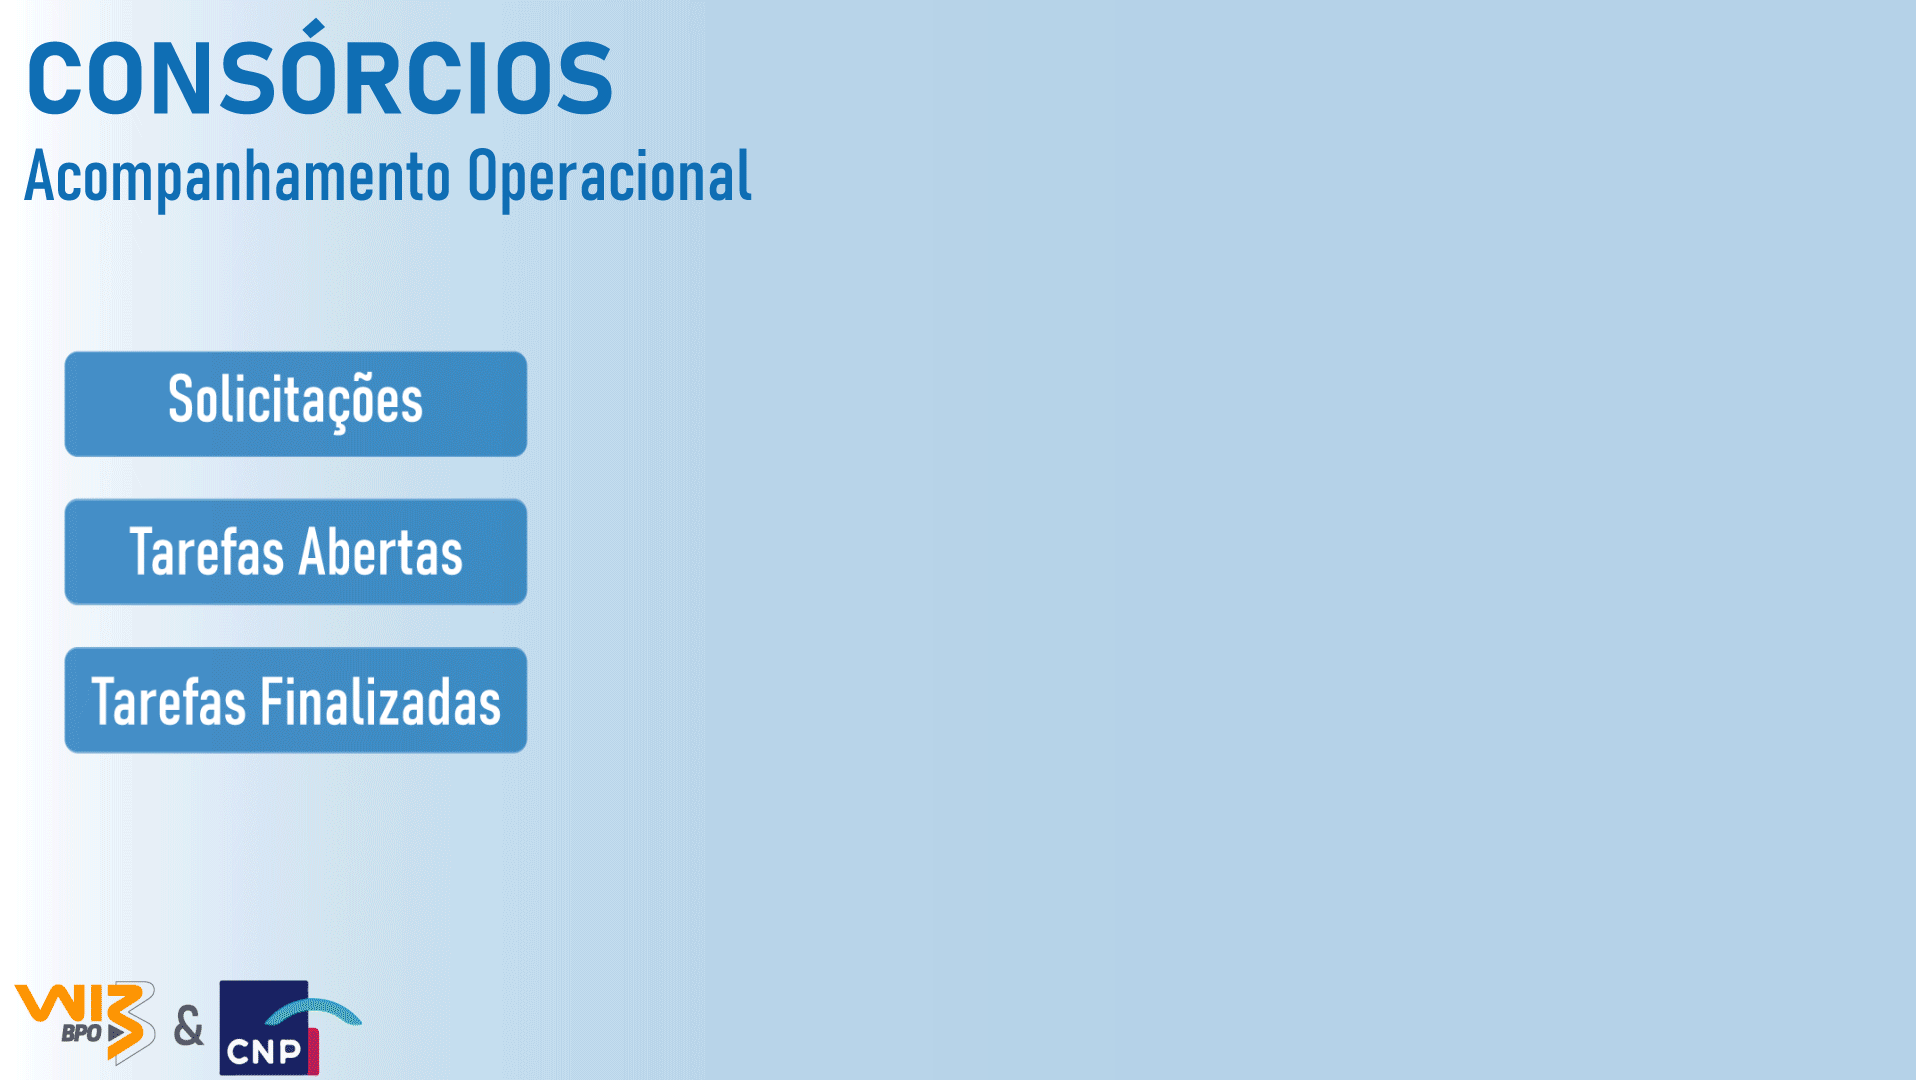 CONSÓRCIOS
Acompanhamento Operacional
Solicitações
Tarefas Abertas
Tarefas Finalizadas
WIZ
BPO
&
CNP